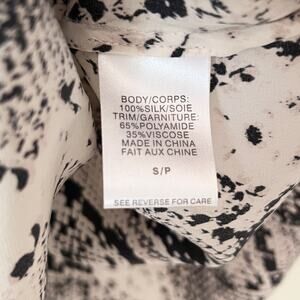 BODY/CORPS:
100%SILK/SOIE
TRIM/GARNITURE:
65%POLYAMIDE
35%VISCOSE
MADE IN CHINA
FAIT AUX CHINE
S/P
SEE REVERSE FOR CARE